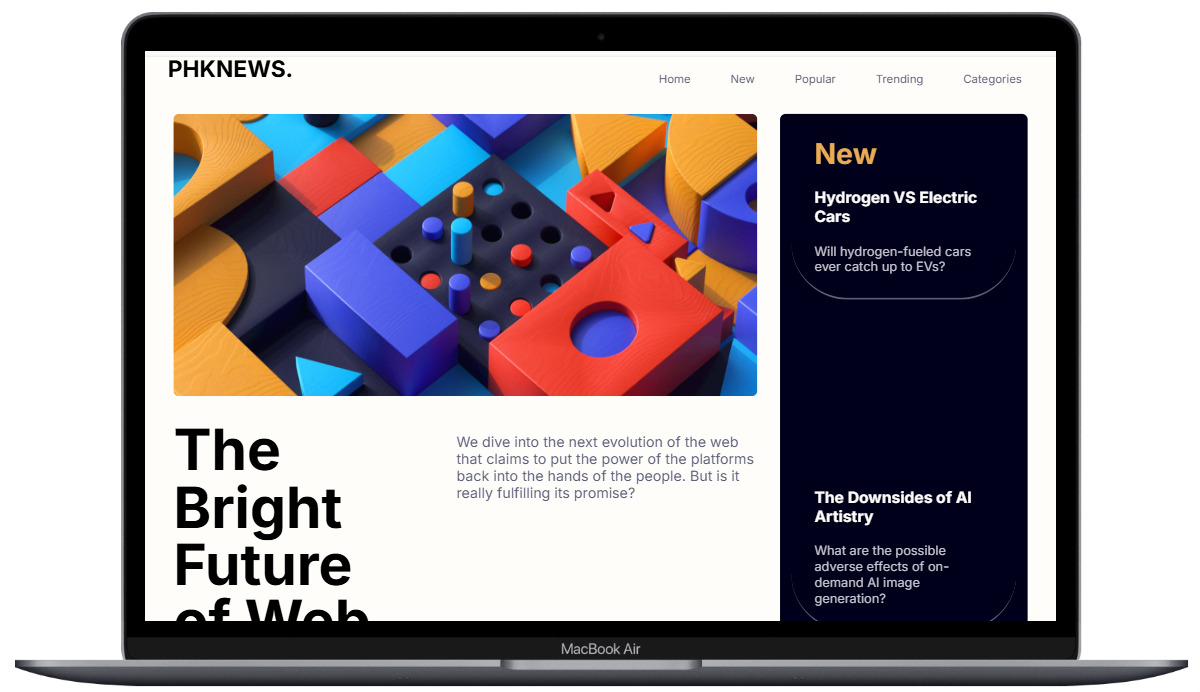 PHKNEWS.
Home
New
Popular
Trending
Categories
The
Bright
Future
of Web
We dive into the next evolution of the web
that claims to put the power of the platforms
back into the hands of the people. But is it
really fulfilling its promise?
New
Hydrogen VS Electric
Cars
Will hydrogen-fueled cars
ever catch up to EVs?
The Downsides of AI
Artistry
What are the possible
adverse effects of on-
demand AI image
generation?
MacBook Air